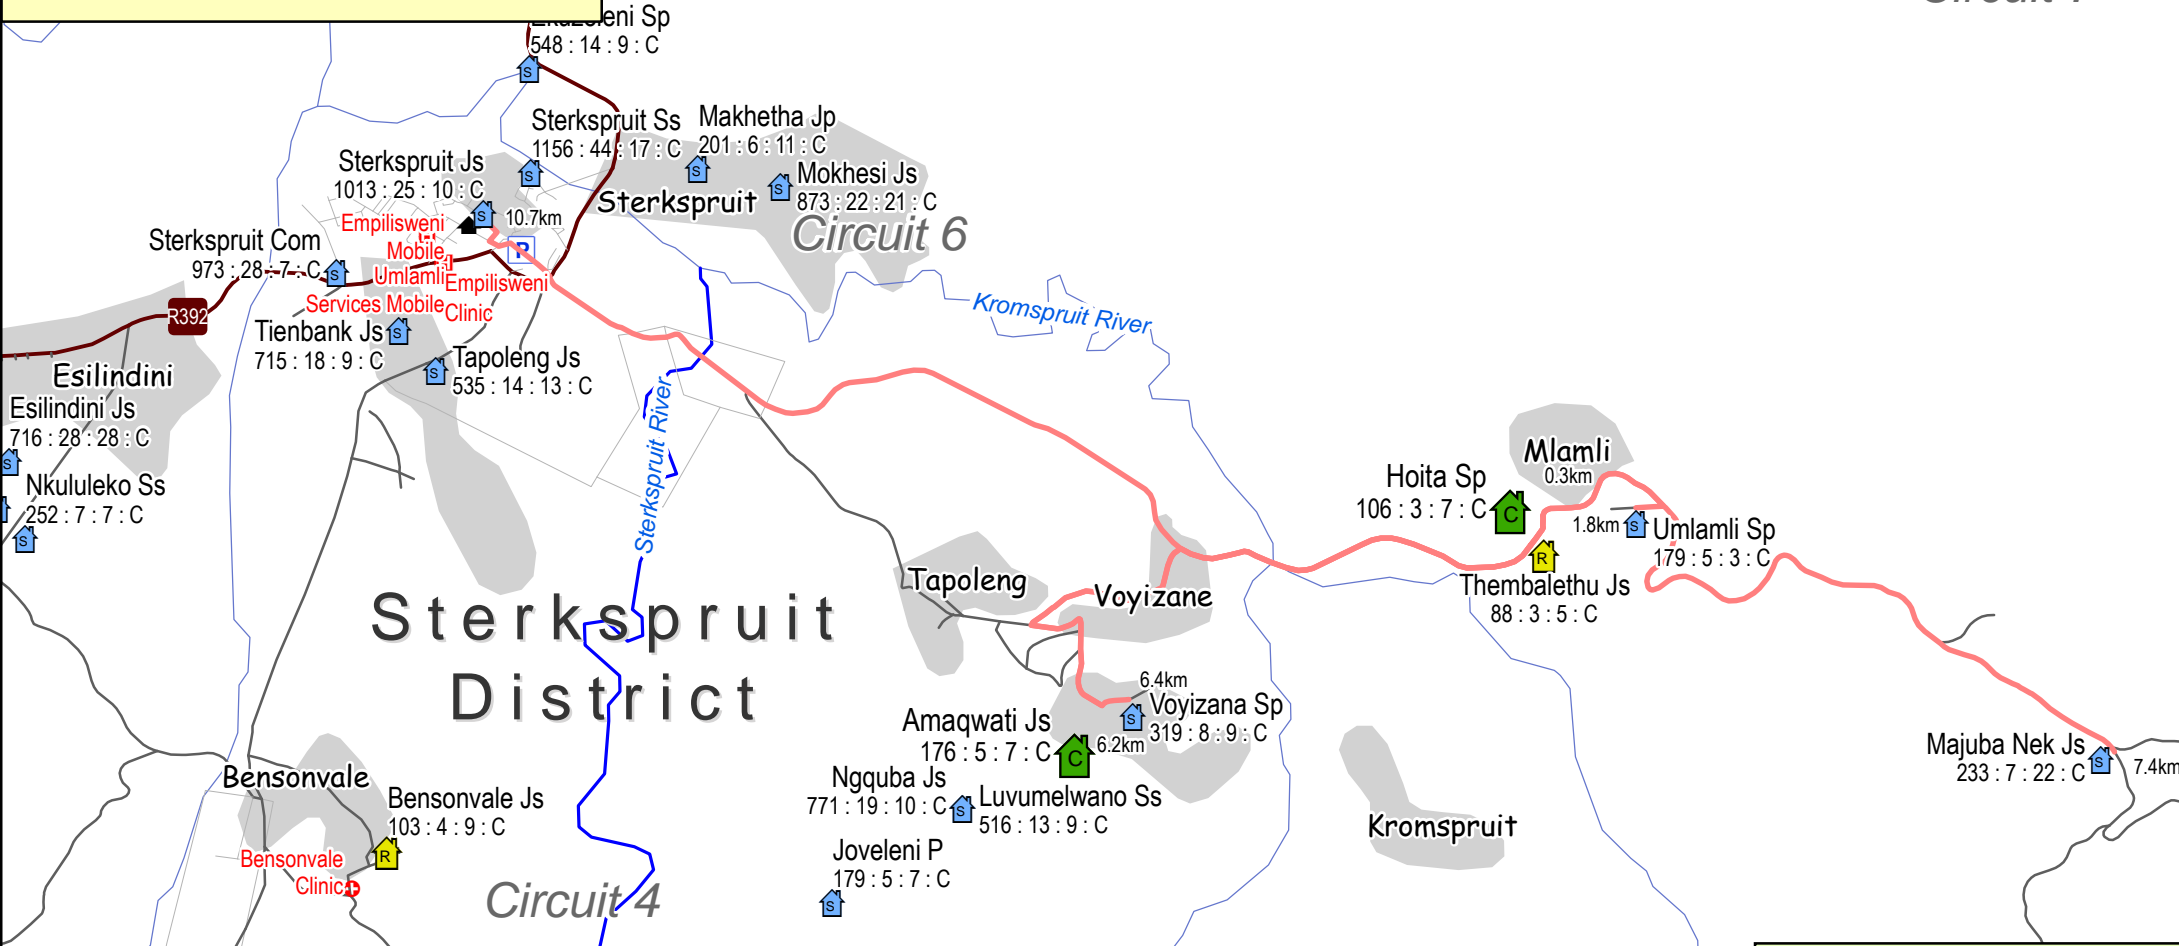 548 : 14 : 9 : C
Sterkspruit Ss
1156 : 44 : 17 : C
Makhetha Jp
201 : 6 : 11 : C
Mokhesi Js
873 : 22 : 21 : C
Sterkspruit Js
1013 : 25 : 10 : C
Sterkspruit
Circuit 6
10.7km
P
Empilisweni
Mobile
Umlamli
Services Mobile
Empilisweni
Clinic
Sterkspruit Com
973 : 28 : 7 : C
R392
Tienbank Js
715 : 18 : 9 : C
Tapoleng Js
535 : 14 : 13 : C
Esilindini
Esilindini Js
716 : 28 : 28 : C
Nkululeko Ss
252 : 7 : 7 : C
Kromspruit River
Sterkspruit River
Mlamli
0.3km
Hoita Sp
106 : 3 : 7 : C
1.8km
Umlamli Sp
179 : 5 : 3 : C
Thembalethu Js
88 : 3 : 5 : C
Tapoleng
Voyizane
Sterkspruit
District
6.4km
Voyizana Sp
319 : 8 : 9 : C
Amaqwati Js
176 : 5 : 7 : C
6.2km
Ngquba Js
771 : 19 : 10 : C
Luvumelwano Ss
516 : 13 : 9 : C
Joveleni P
179 : 5 : 7 : C
Majuba Nek Js
233 : 7 : 22 : C
7.4km
Kromspruit
Bensonvale
Bensonvale Js
103 : 4 : 9 : C
Bensonvale
Clinic
Circuit 4